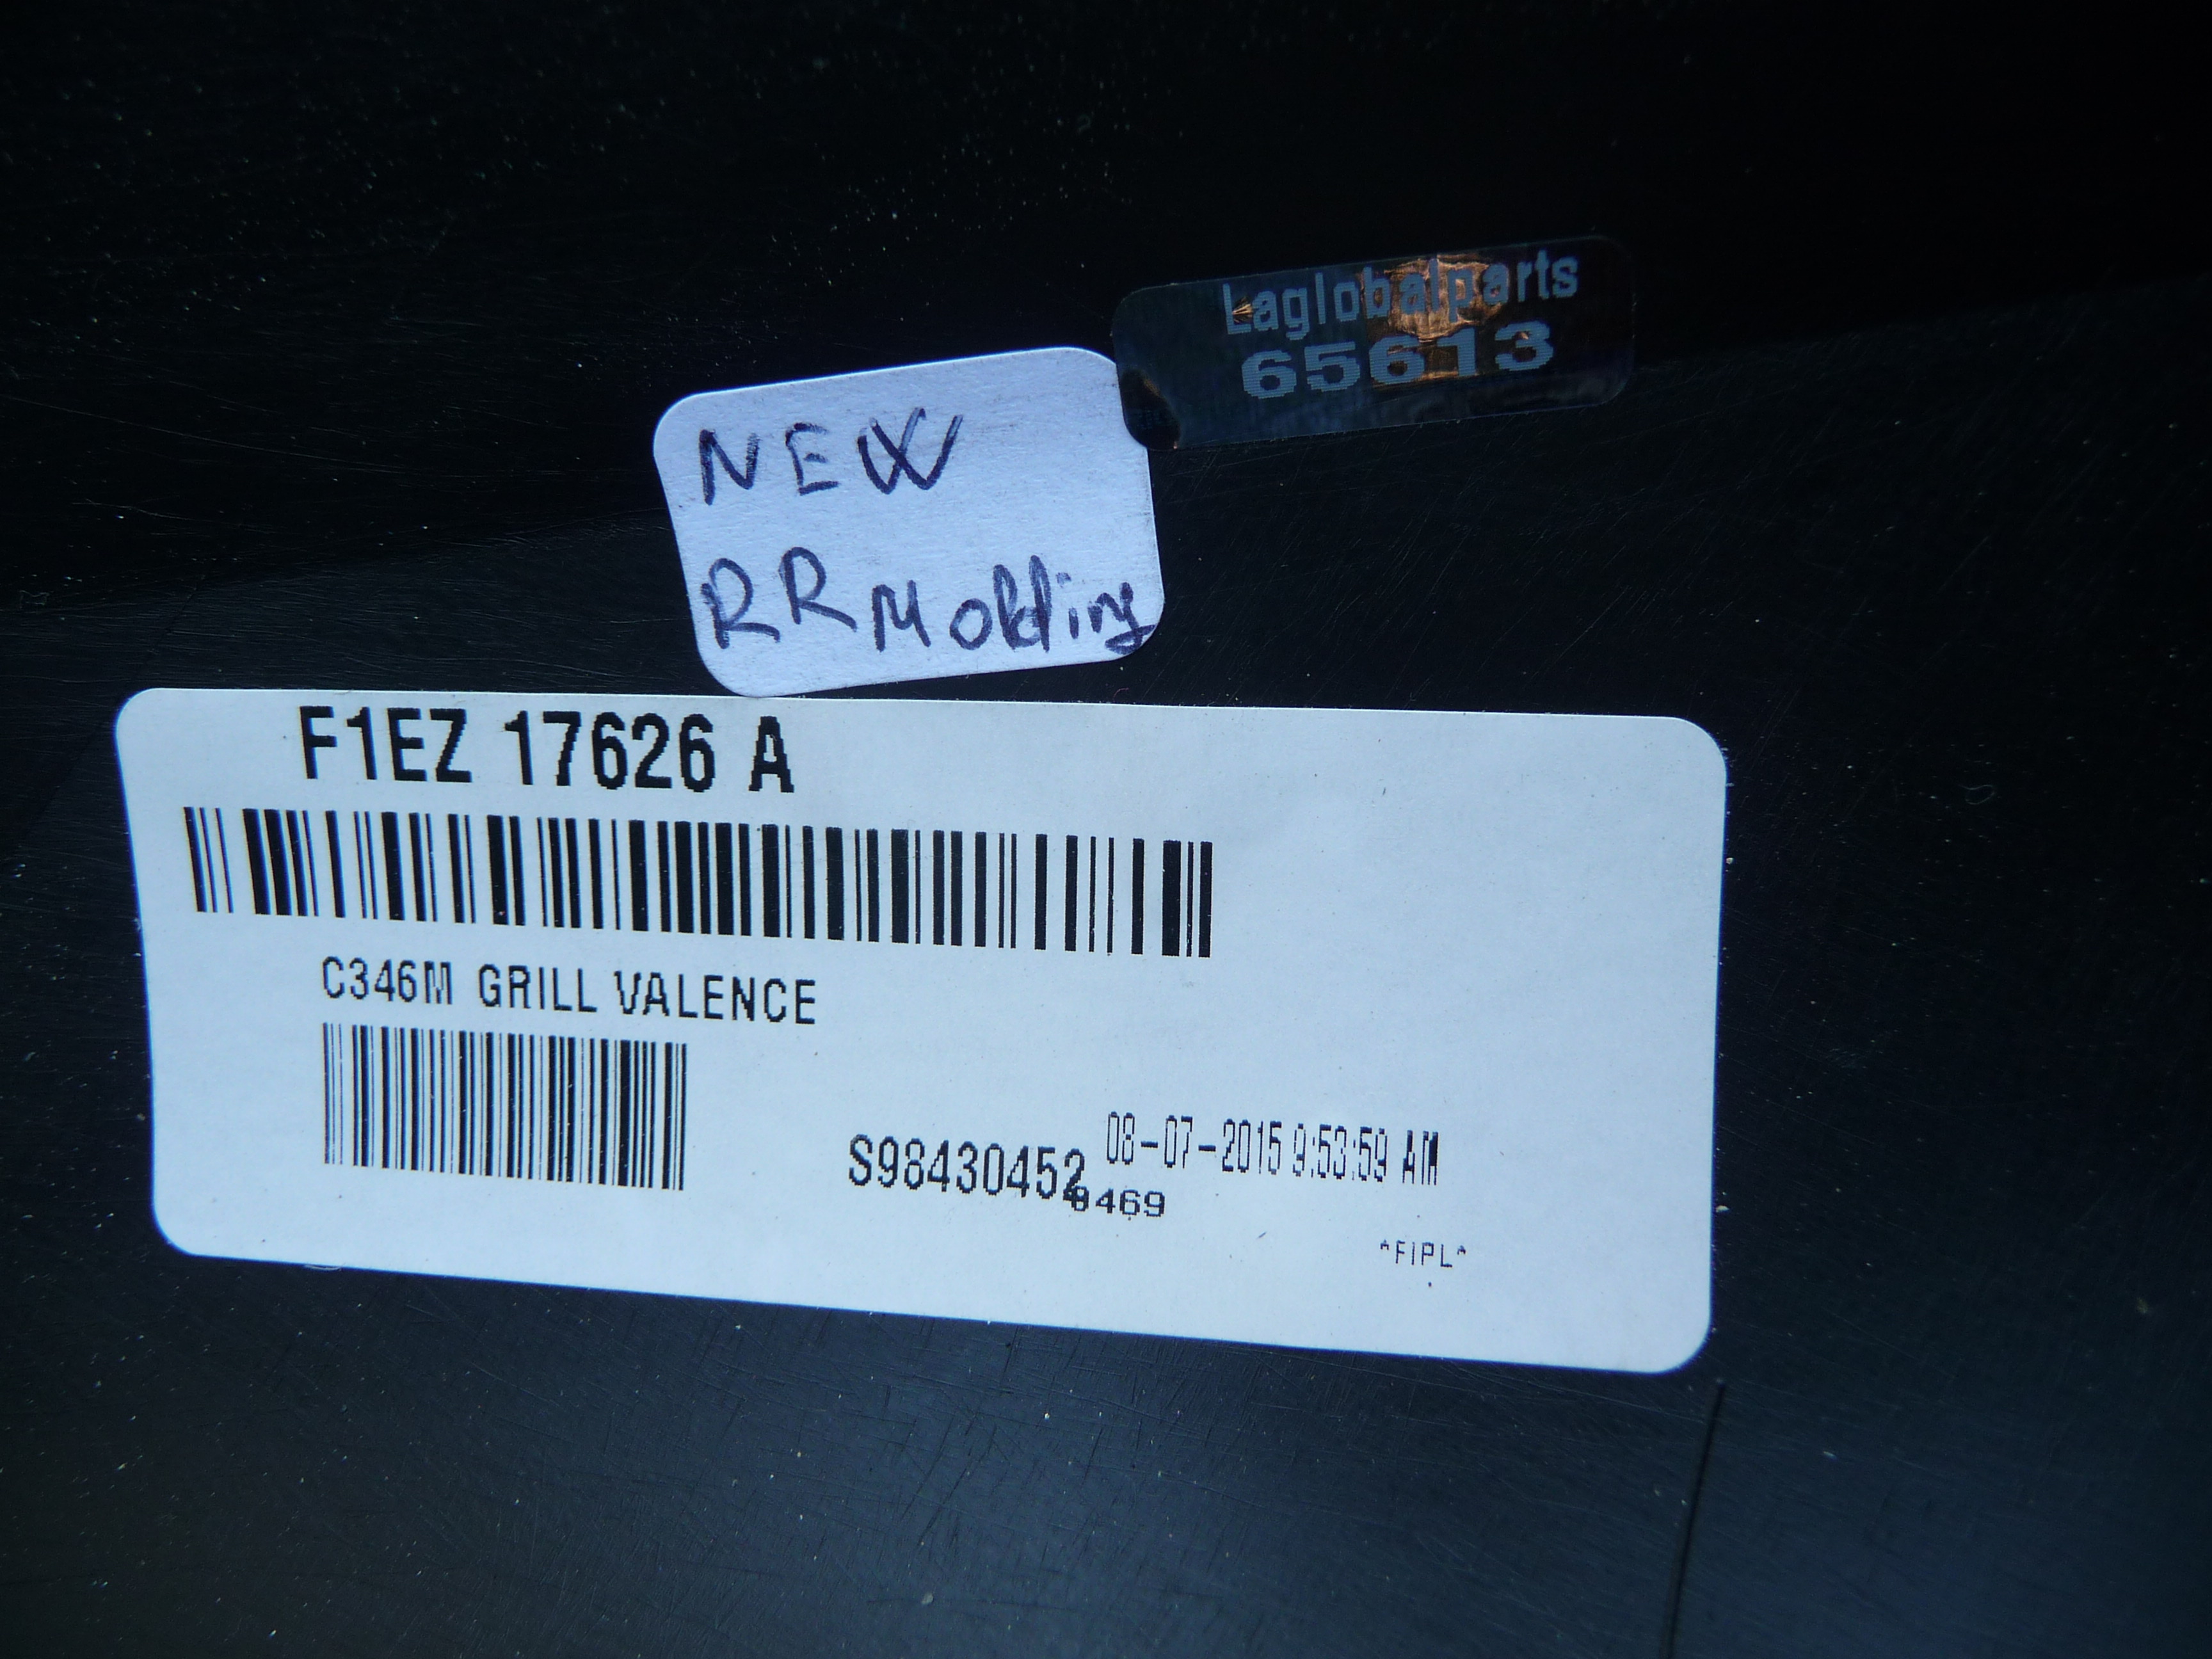 Laglobalparts
65613
NEW
RR Molding
F1EZ 17626 A
C346M GRILL VALENCE
S98430452
08-07-2015 9:53:59 AM
8469
^FIPL^